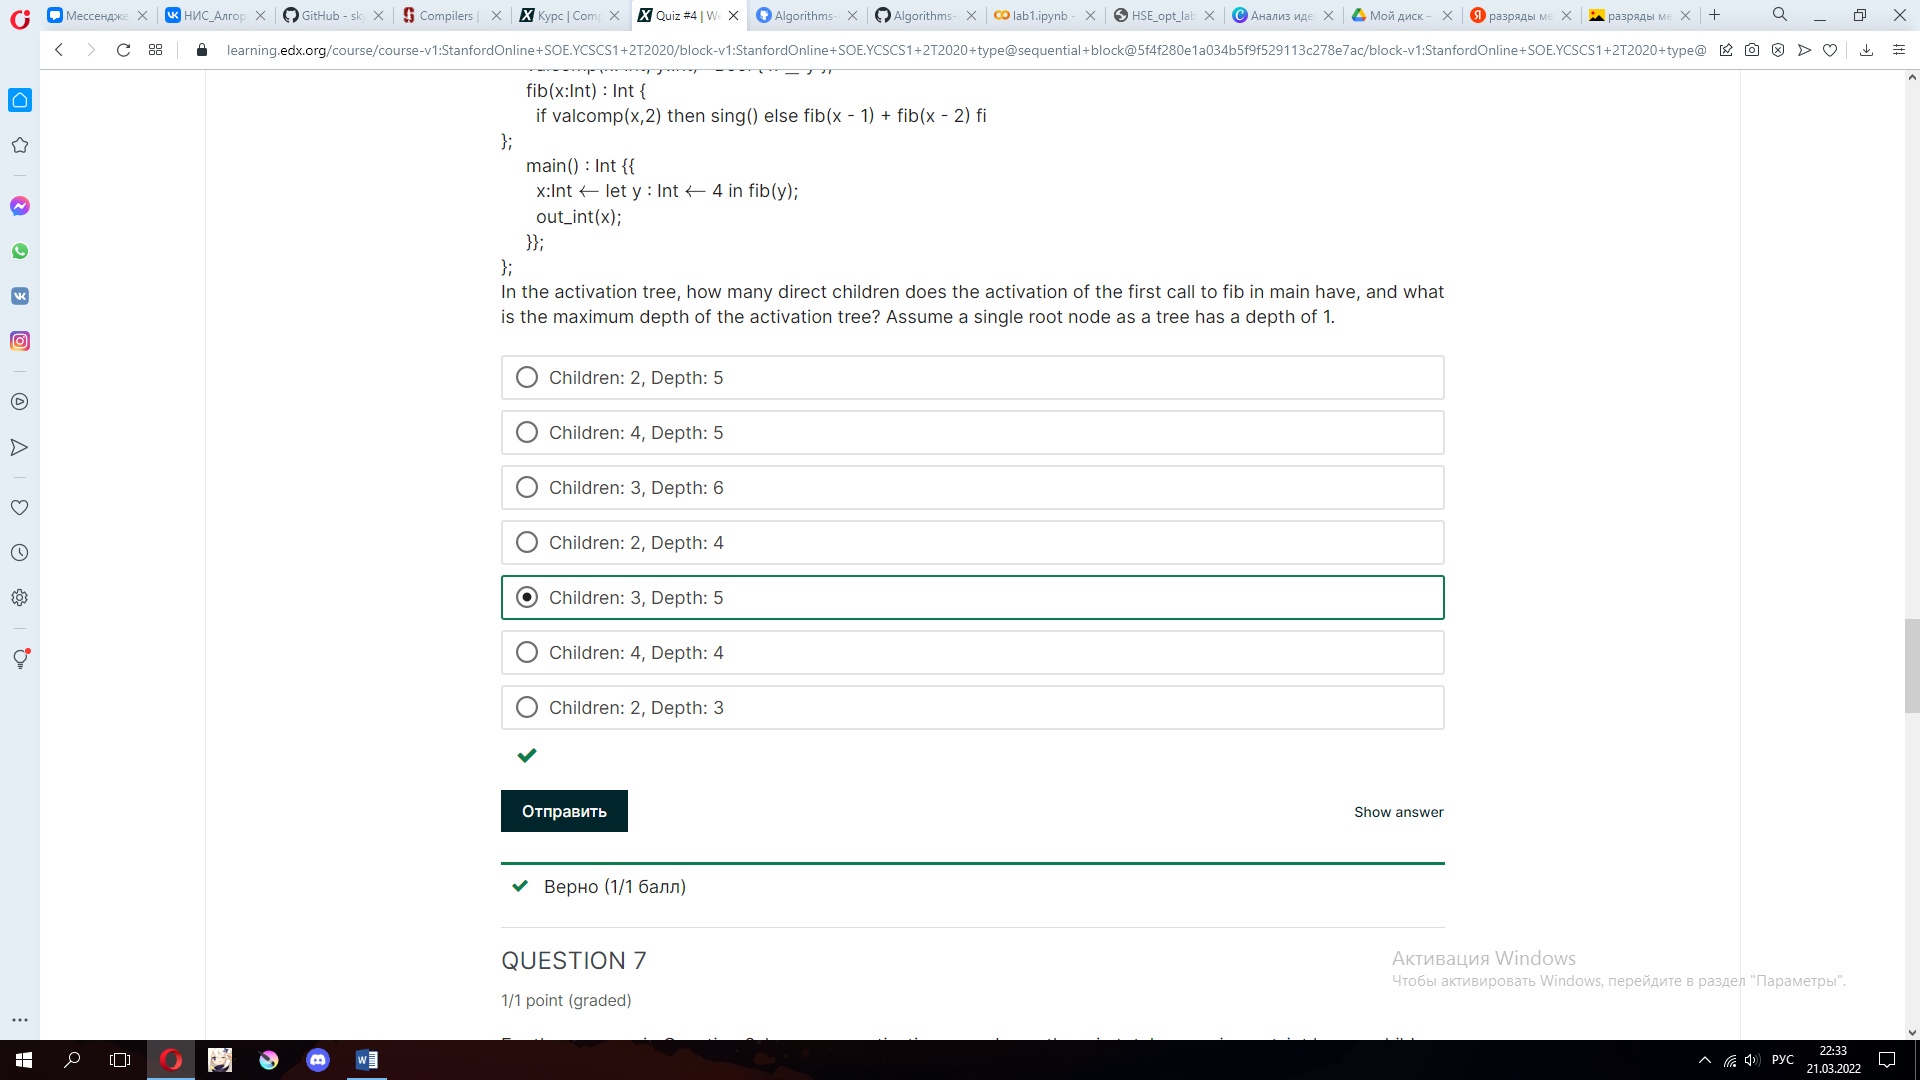 Мессендже
НИС_Алгор
GitHub - sk
Compilers |
Курс | Comp
Quiz #4 | We
Algorithms-
Algorithms-
lab1.ipynb -
HSE_opt_lab
Анализ иде
Мой диск –
разряды ме
разряды ме
learning.edx.org/course/course-v1:StanfordOnline+SOE.YCSCS1+2T2020/block-v1:StanfordOnline+SOE.YCSCS1+2T2020+type@sequential+block@5f4f280e1a034b5f9f529113c278e7ac/block-v1:StanfordOnline+SOE.YCSCS1+2T2020+type@
fib(x:Int) : Int {
if valcomp(x,2) then sing() else fib(x - 1) + fib(x - 2) fi
};
main() : Int {{
x:Int ⟵ let y : Int ⟵ 4 in fib(y);
out_int(x);
}};
};
In the activation tree, how many direct children does the activation of the first call to fib in main have, and what
is the maximum depth of the activation tree? Assume a single root node as a tree has a depth of 1.
Children: 2, Depth: 5
Children: 4, Depth: 5
Children: 3, Depth: 6
Children: 2, Depth: 4
Children: 3, Depth: 5
Children: 4, Depth: 4
Children: 2, Depth: 3
Отправить
Show answer
Верно (1/1 балл)
QUESTION 7
1/1 point (graded)
Активация Windows
Чтобы активировать Windows, перейдите в раздел "Параметры".
РУС
22:33
21.03.2022